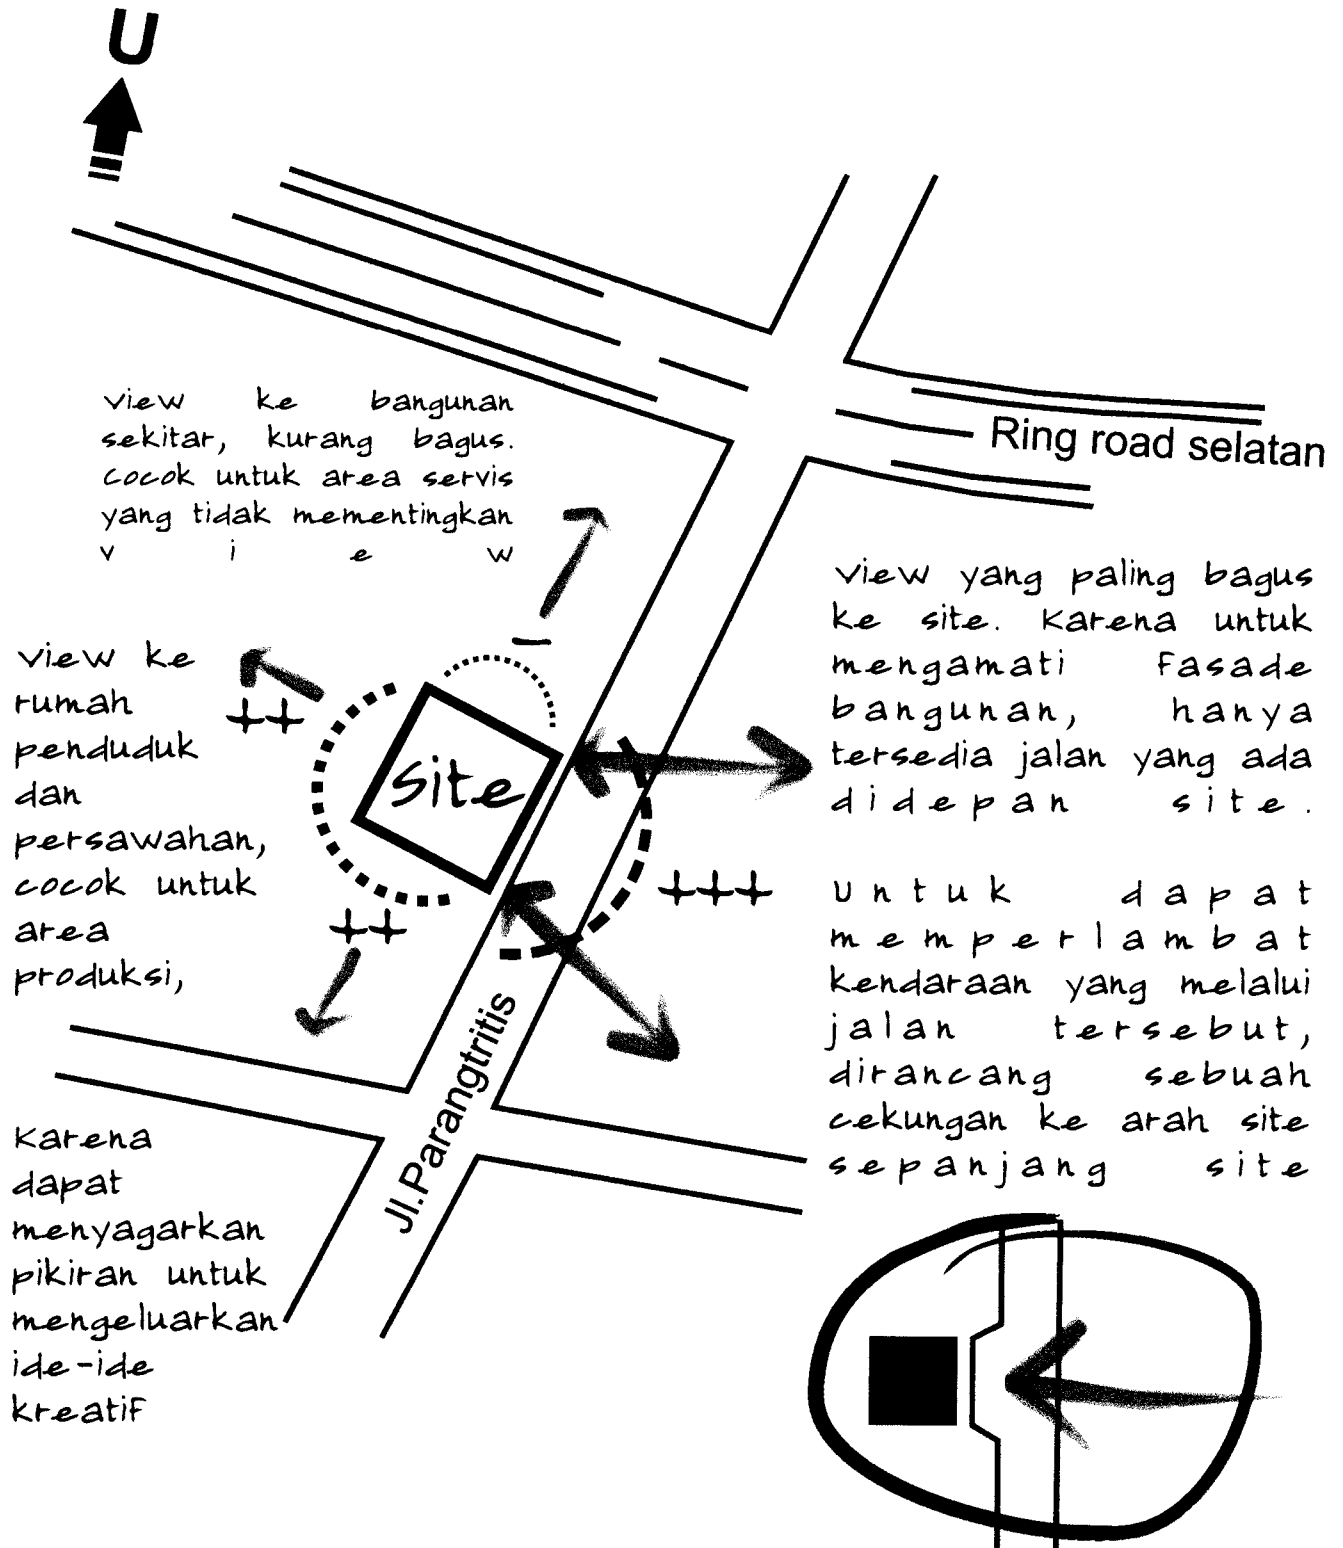 U
view ke bangunan
sekitar, kurang bagus.
cocok untuk area servis
yang tidak mementingkan
view
Ring road selatan
view ke
rumah
penduduk
dan
persawahan,
cocok untuk
area
produksi,
Karena
dapat
menyagarkan
pikiran untuk
mengeluarkan
ide-ide
kreatif
-
++
site
++
+++
Jl.Parangtritis
view yang paling bagus
ke site. Karena untuk
mengamati fasade
bangunan, hanya
tersedia jalan yang ada
didepan site.
Untuk dapat
memperlambat
kendaraan yang melalui
jalan tersebut,
dirancang sebuah
cekungan ke arah site
sepanjang site